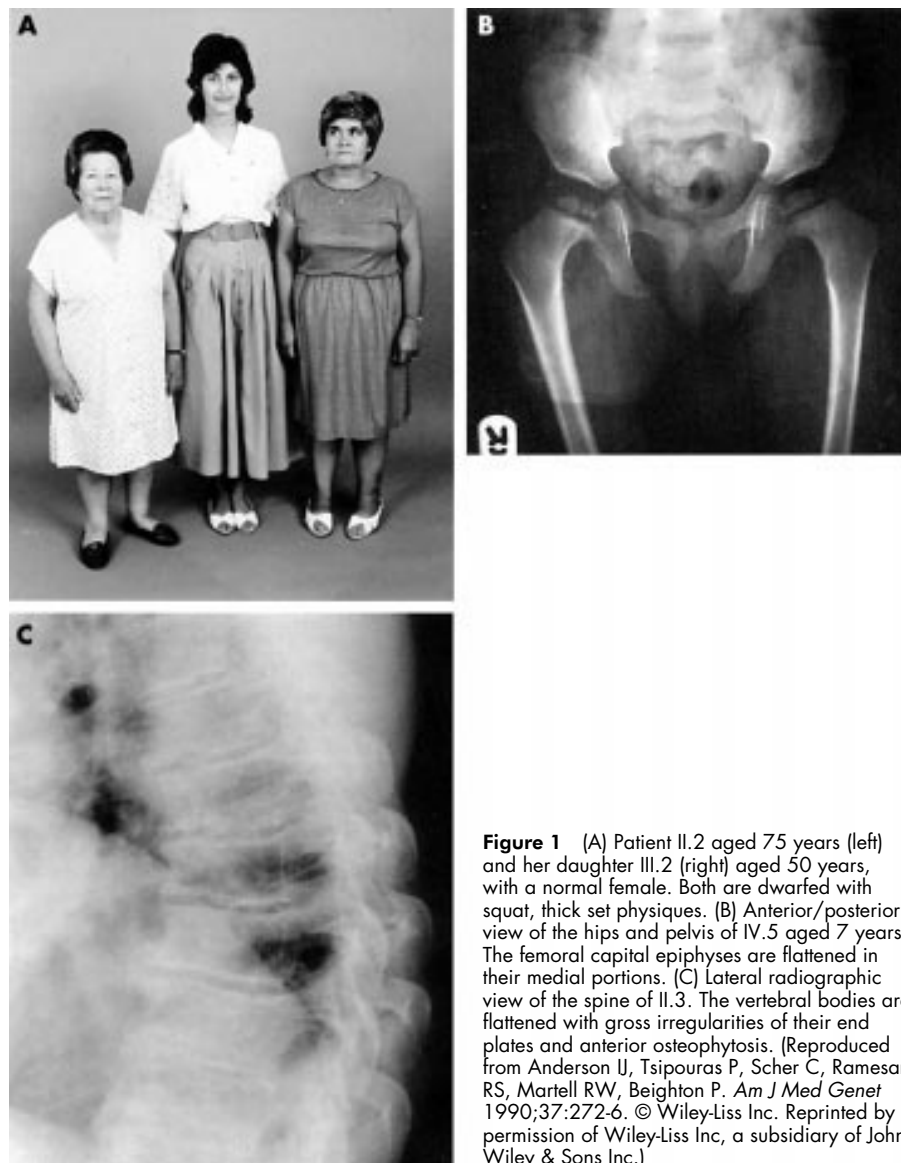 A
B
R
C
Figure 1 (A) Patient II.2 aged 75 years (left)
and her daughter III.2 (right) aged 50 years,
with a normal female. Both are dwarfed with
squat, thick set physiques. (B) Anterior/posterior
view of the hips and pelvis of IV.5 aged 7 years
The femoral capital epiphyses are flattened in
their medial portions. (C) Lateral radiographic
view of the spine of II.3. The vertebral bodies are
flattened with gross irregularities of their end
plates and anterior osteophytosis. (Reproduced
from Anderson IJ, Tsipouras P, Scher C, Ramesar
RS, Martell RW, Beighton P. Am J Med Genet
1990;37:272-6. © Wiley-Liss Inc. Reprinted by
permission of Wiley-Liss Inc, a subsidiary of John
Wiley & Sons Inc.)